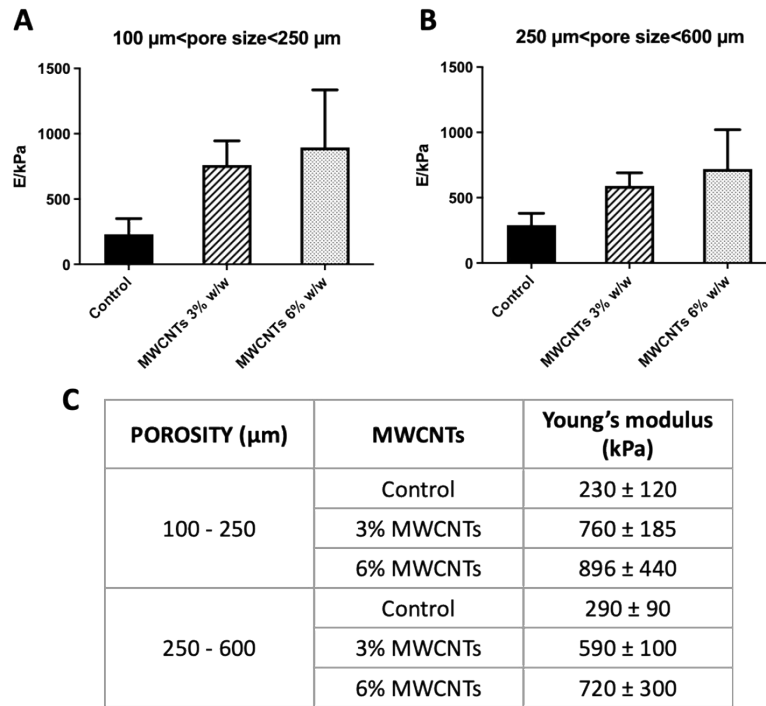 A
100 µm<pore size<250 µm
1500
1000
500
0
E/kPa
Control
MWCNTs 3% w/w
MWCNTs 6% w/w
B
250 µm<pore size<600 µm
1500
1000
500
0
E/kPa
Control
MWCNTs 3% w/w
MWCNTs 6% w/w
C
POROSITY (µm)
MWCNTs
Young’s modulus
(kPa)
100 - 250
Control
230 ± 120
3% MWCNTs
760 ± 185
6% MWCNTs
896 ± 440
250 - 600
Control
290 ± 90
3% MWCNTs
590 ± 100
6% MWCNTs
720 ± 300